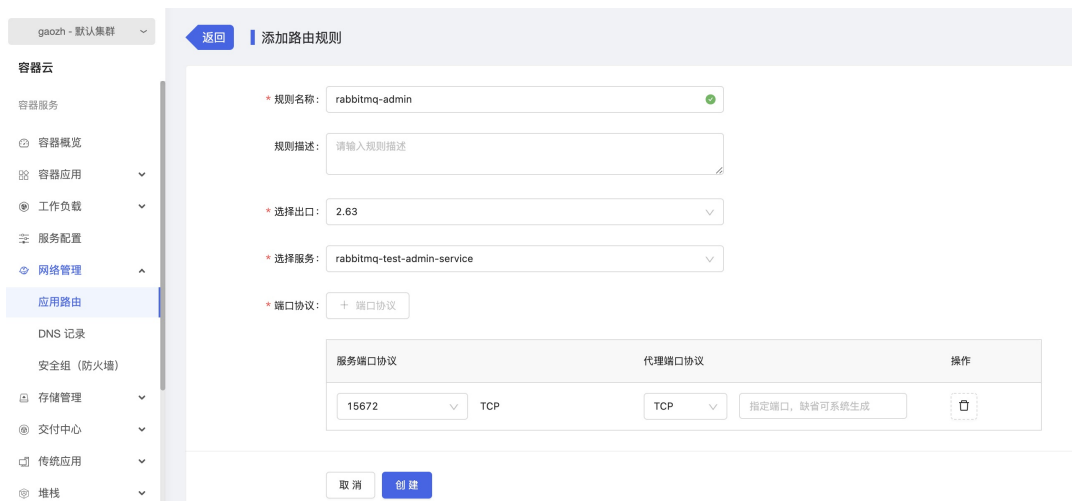 gaozh - 默认集群
容器云
容器服务
容器概览
容器应用
工作负载
服务配置
网络管理
应用路由
DNS 记录
安全组（防火墙）
存储管理
交付中心
传统应用
堆栈
返回
添加路由规则
* 规则名称： rabbitmq-admin
规则描述： 请输入规则描述
* 选择出口： 2.63
* 选择服务： rabbitmq-test-admin-service
* 端口协议： + 端口协议
服务端口协议 代理端口协议 操作
15672 TCP TCP 指定端口，缺省可系统生成
取 消 创 建